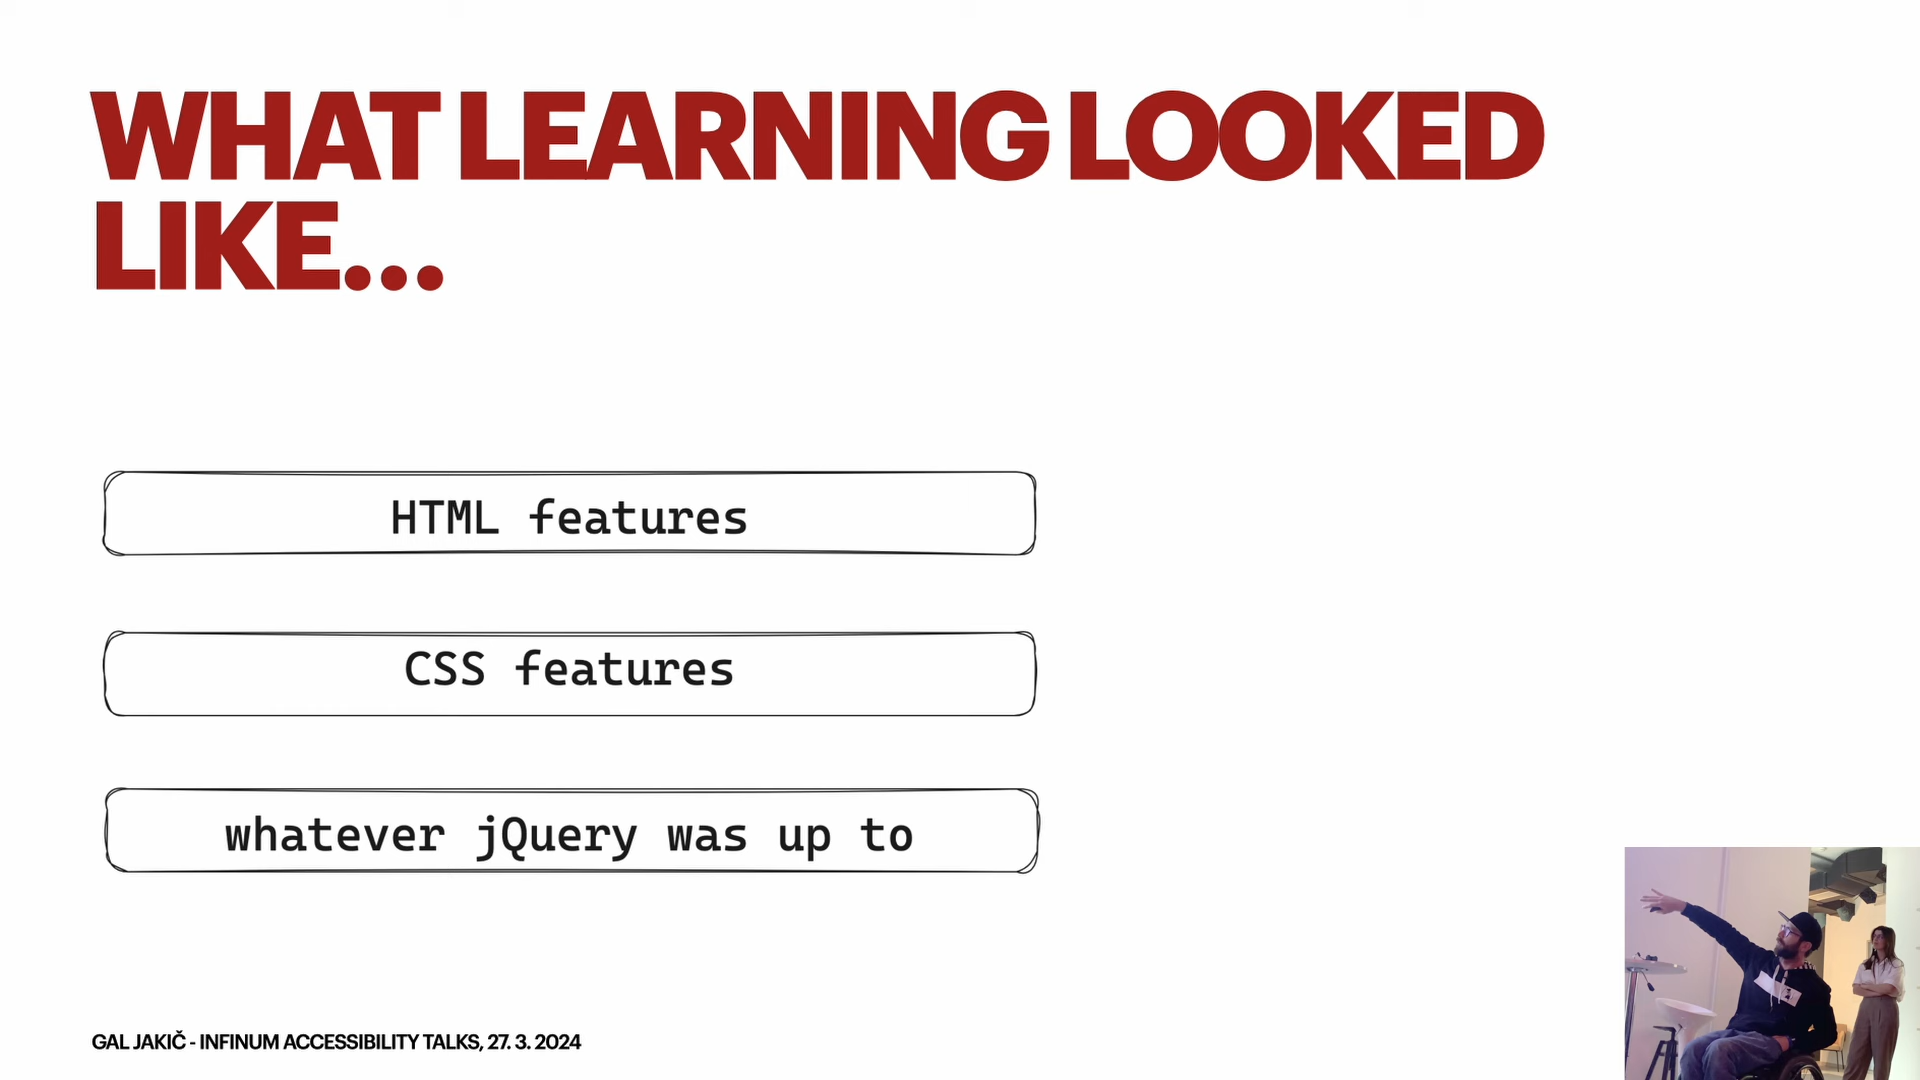 WHAT LEARNING LOOKED
LIKE...
HTML features
CSS features
whatever jQuery was up to
GAL JAKIČ - INFINUM ACCESSIBILITY TALKS, 27. 3. 2024